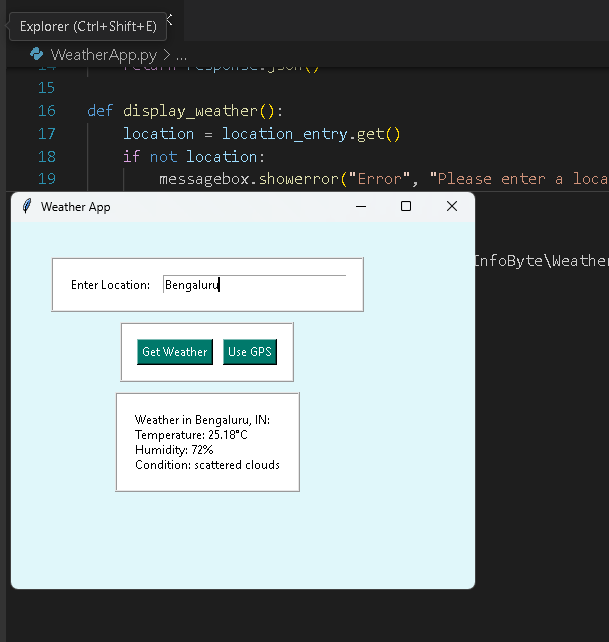 Explorer (Ctrl+Shift+E)
WeatherApp.py > ...
14 return response.json()
15
16 def display_weather():
17 location = location_entry.get()
18 if not location:
19 messagebox.showerror("Error", "Please enter a loca
Weather App
InfoByte\Weather
Enter Location: Bengaluru
Get Weather Use GPS
Weather in Bengaluru, IN:
Temperature: 25.18°C
Humidity: 72%
Condition: scattered clouds